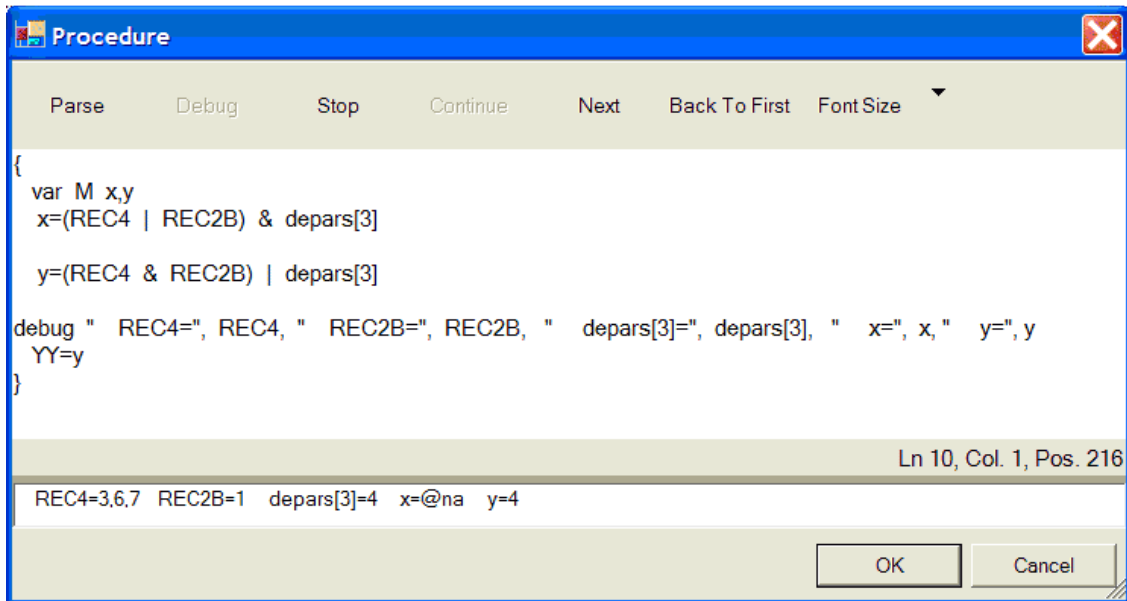 Procedure
Parse Debug Stop Continue Next Back To First Font Size
{
var M x,y
x=(REC4 | REC2B) & depars[3]
y=(REC4 & REC2B) | depars[3]
debug " REC4=", REC4, " REC2B=", REC2B, " depars[3]=", depars[3], " x=", x, " y=", y
YY=y
}
Ln 10, Col. 1, Pos. 216
REC4=3,6,7 REC2B=1 depars[3]=4 x=@na y=4
OK Cancel